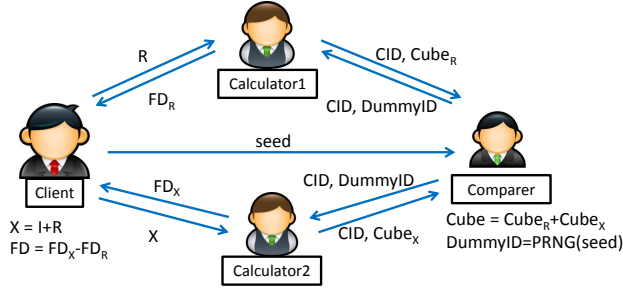 R
CID, Cube_R
Calculator1
FD_R
CID, DummyID
seed
Client
FD_X
CID, DummyID
Comparer
X = I+R
FD = FD_X-FD_R
X
CID, Cube_X
Cube = Cube_R+Cube_X
DummyID=PRNG(seed)
Calculator2